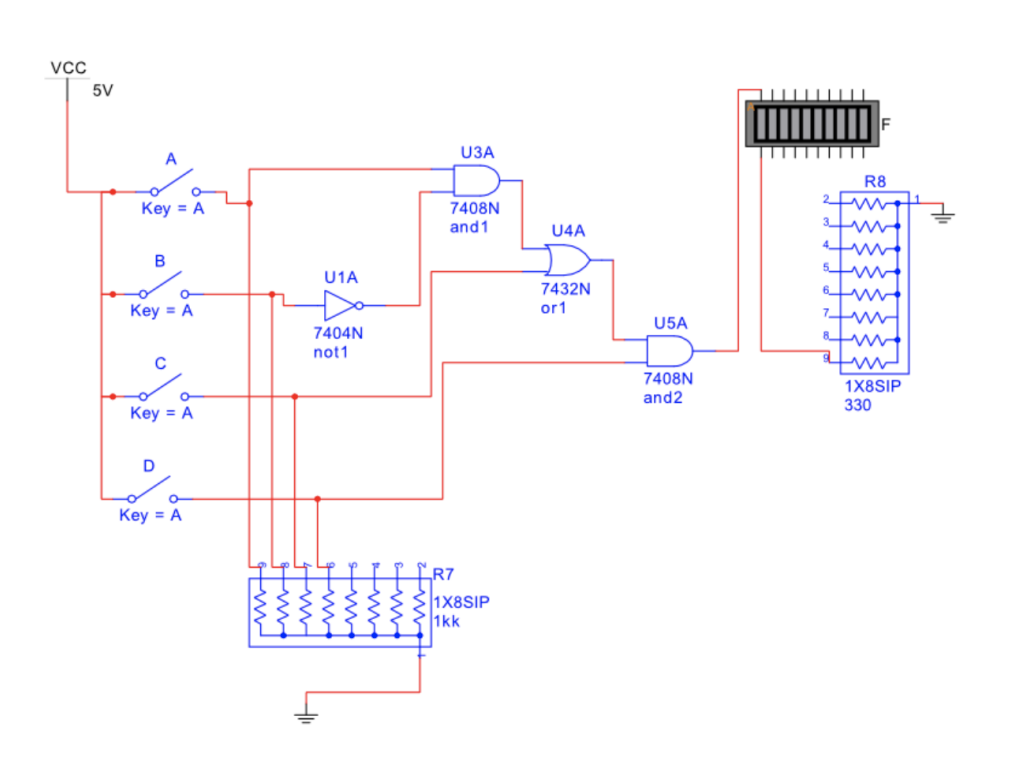 VCC
5V
A
Key = A
B
Key = A
C
Key = A
D
Key = A
U1A
7404N
not1
U3A
7408N
and1
U4A
7432N
or1
U5A
7408N
and2
F
R8
2
3
4
5
6
7
8
9
1
1X8SIP
330
9
8
7
6
5
4
3
2
R7
1X8SIP
1kk
1